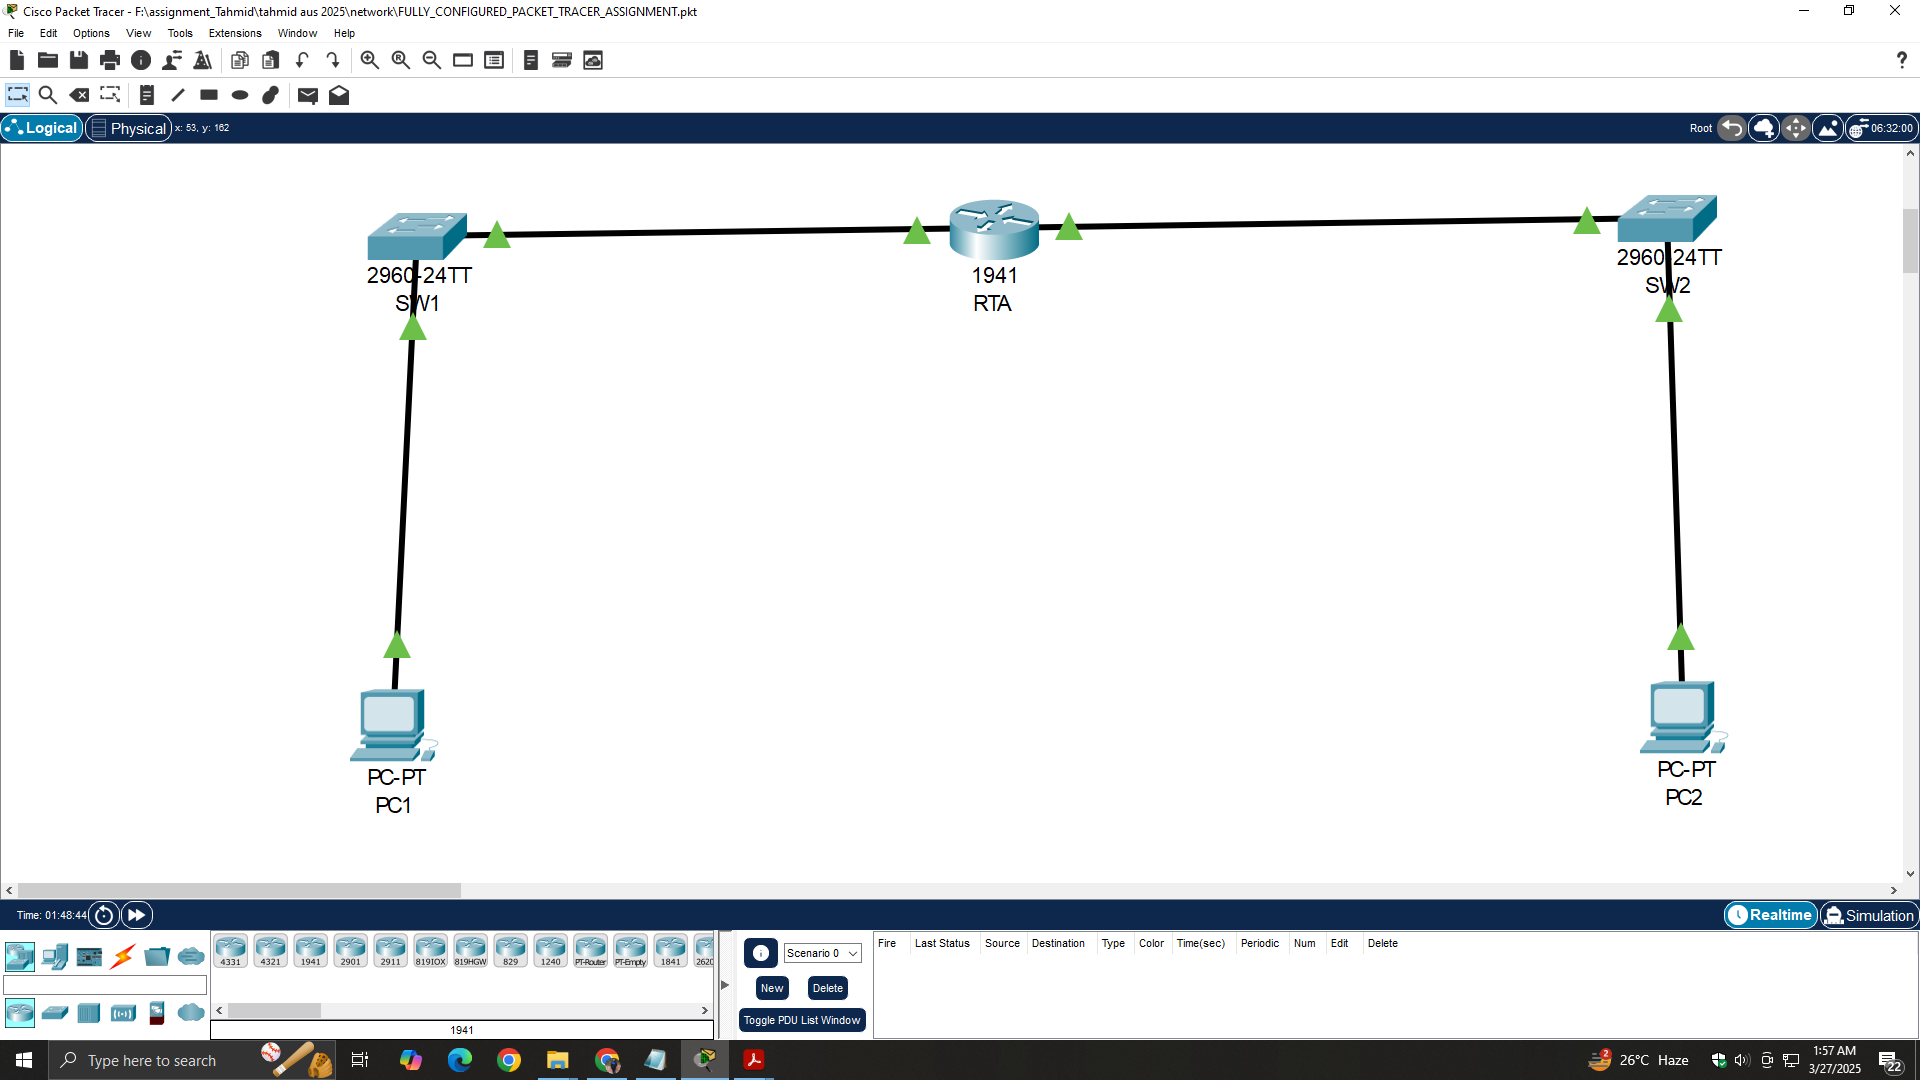 Cisco Packet Tracer - F:\assignment_Tahmid\tahmid aus 2025\network\FULLY_CONFIGURED_PACKET_TRACER_ASSIGNMENT.pkt
File Edit Options View Tools Extensions Window Help
?
Logical Physical x: 53, y: 162 Root 06:32:00
2960-24TT
SW1
1941
RTA
2960-24TT
SW2
PC-PT
PC1
PC-PT
PC2
Time: 01:48:44 Realtime Simulation
4331 4321 1941 2901 2911 819IOX 819HGW 829 1240 PT-Router PT-Empty 1841 2620
1941
Scenario 0
New Delete
Toggle PDU List Window
Fire Last Status Source Destination Type Color Time(sec) Periodic Num Edit Delete
Type here to search
2
26°C Haze
1:57 AM
3/27/2025
22